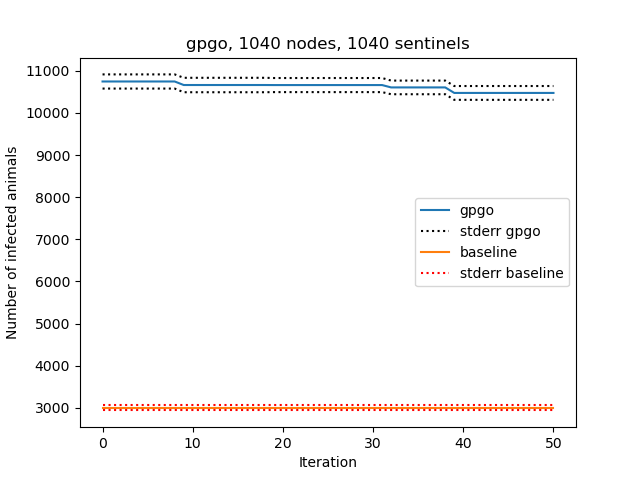 gpgo, 1040 nodes, 1040 sentinels
11000
10000
9000
8000
7000
6000
5000
4000
3000
Number of infected animals
gpgo
stderr gpgo
baseline
stderr baseline
0 10 20 30 40 50
Iteration